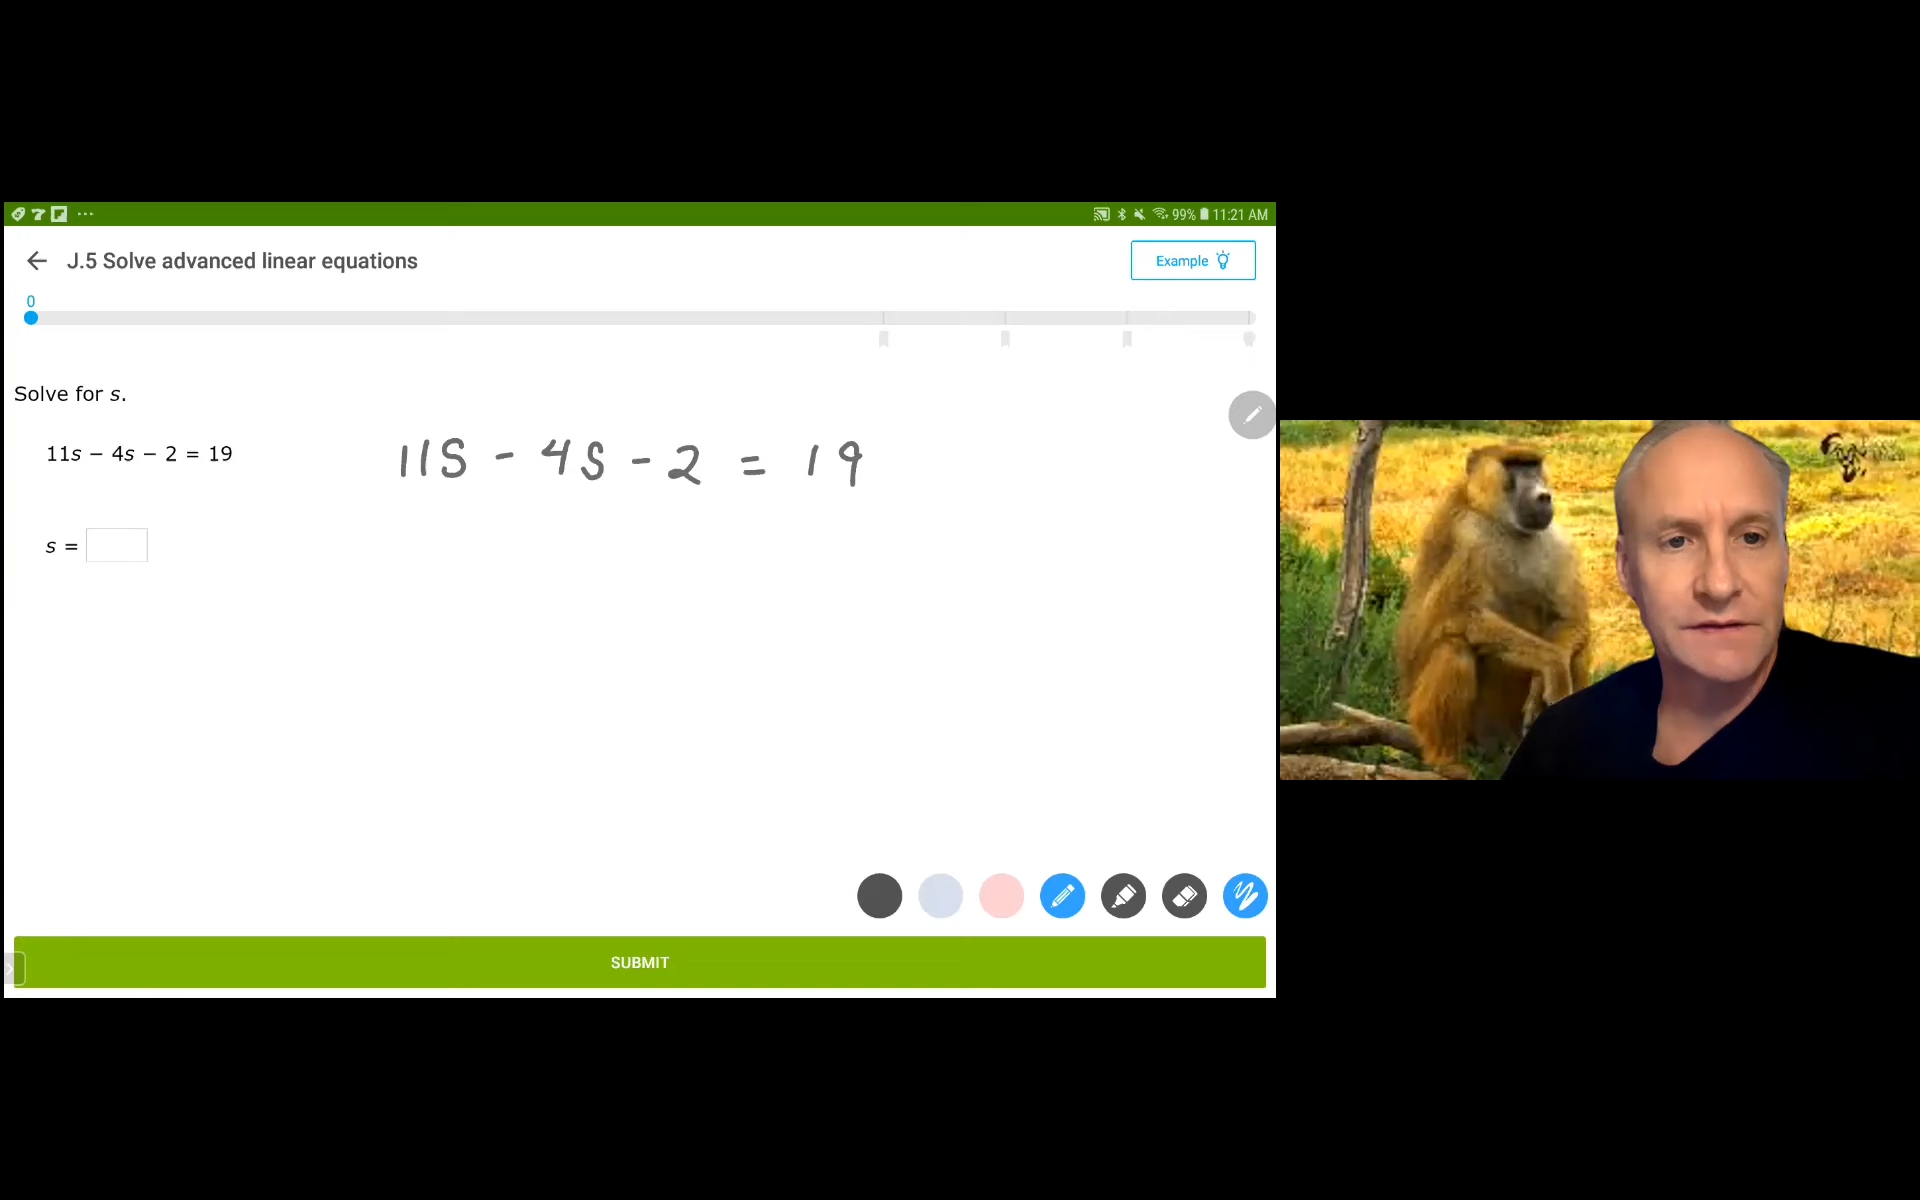 99% 11:21 AM
J.5 Solve advanced linear equations
Example
0
Solve for s.
11s − 4s − 2 = 19
11S - 4S - 2 = 19
s =
SUBMIT